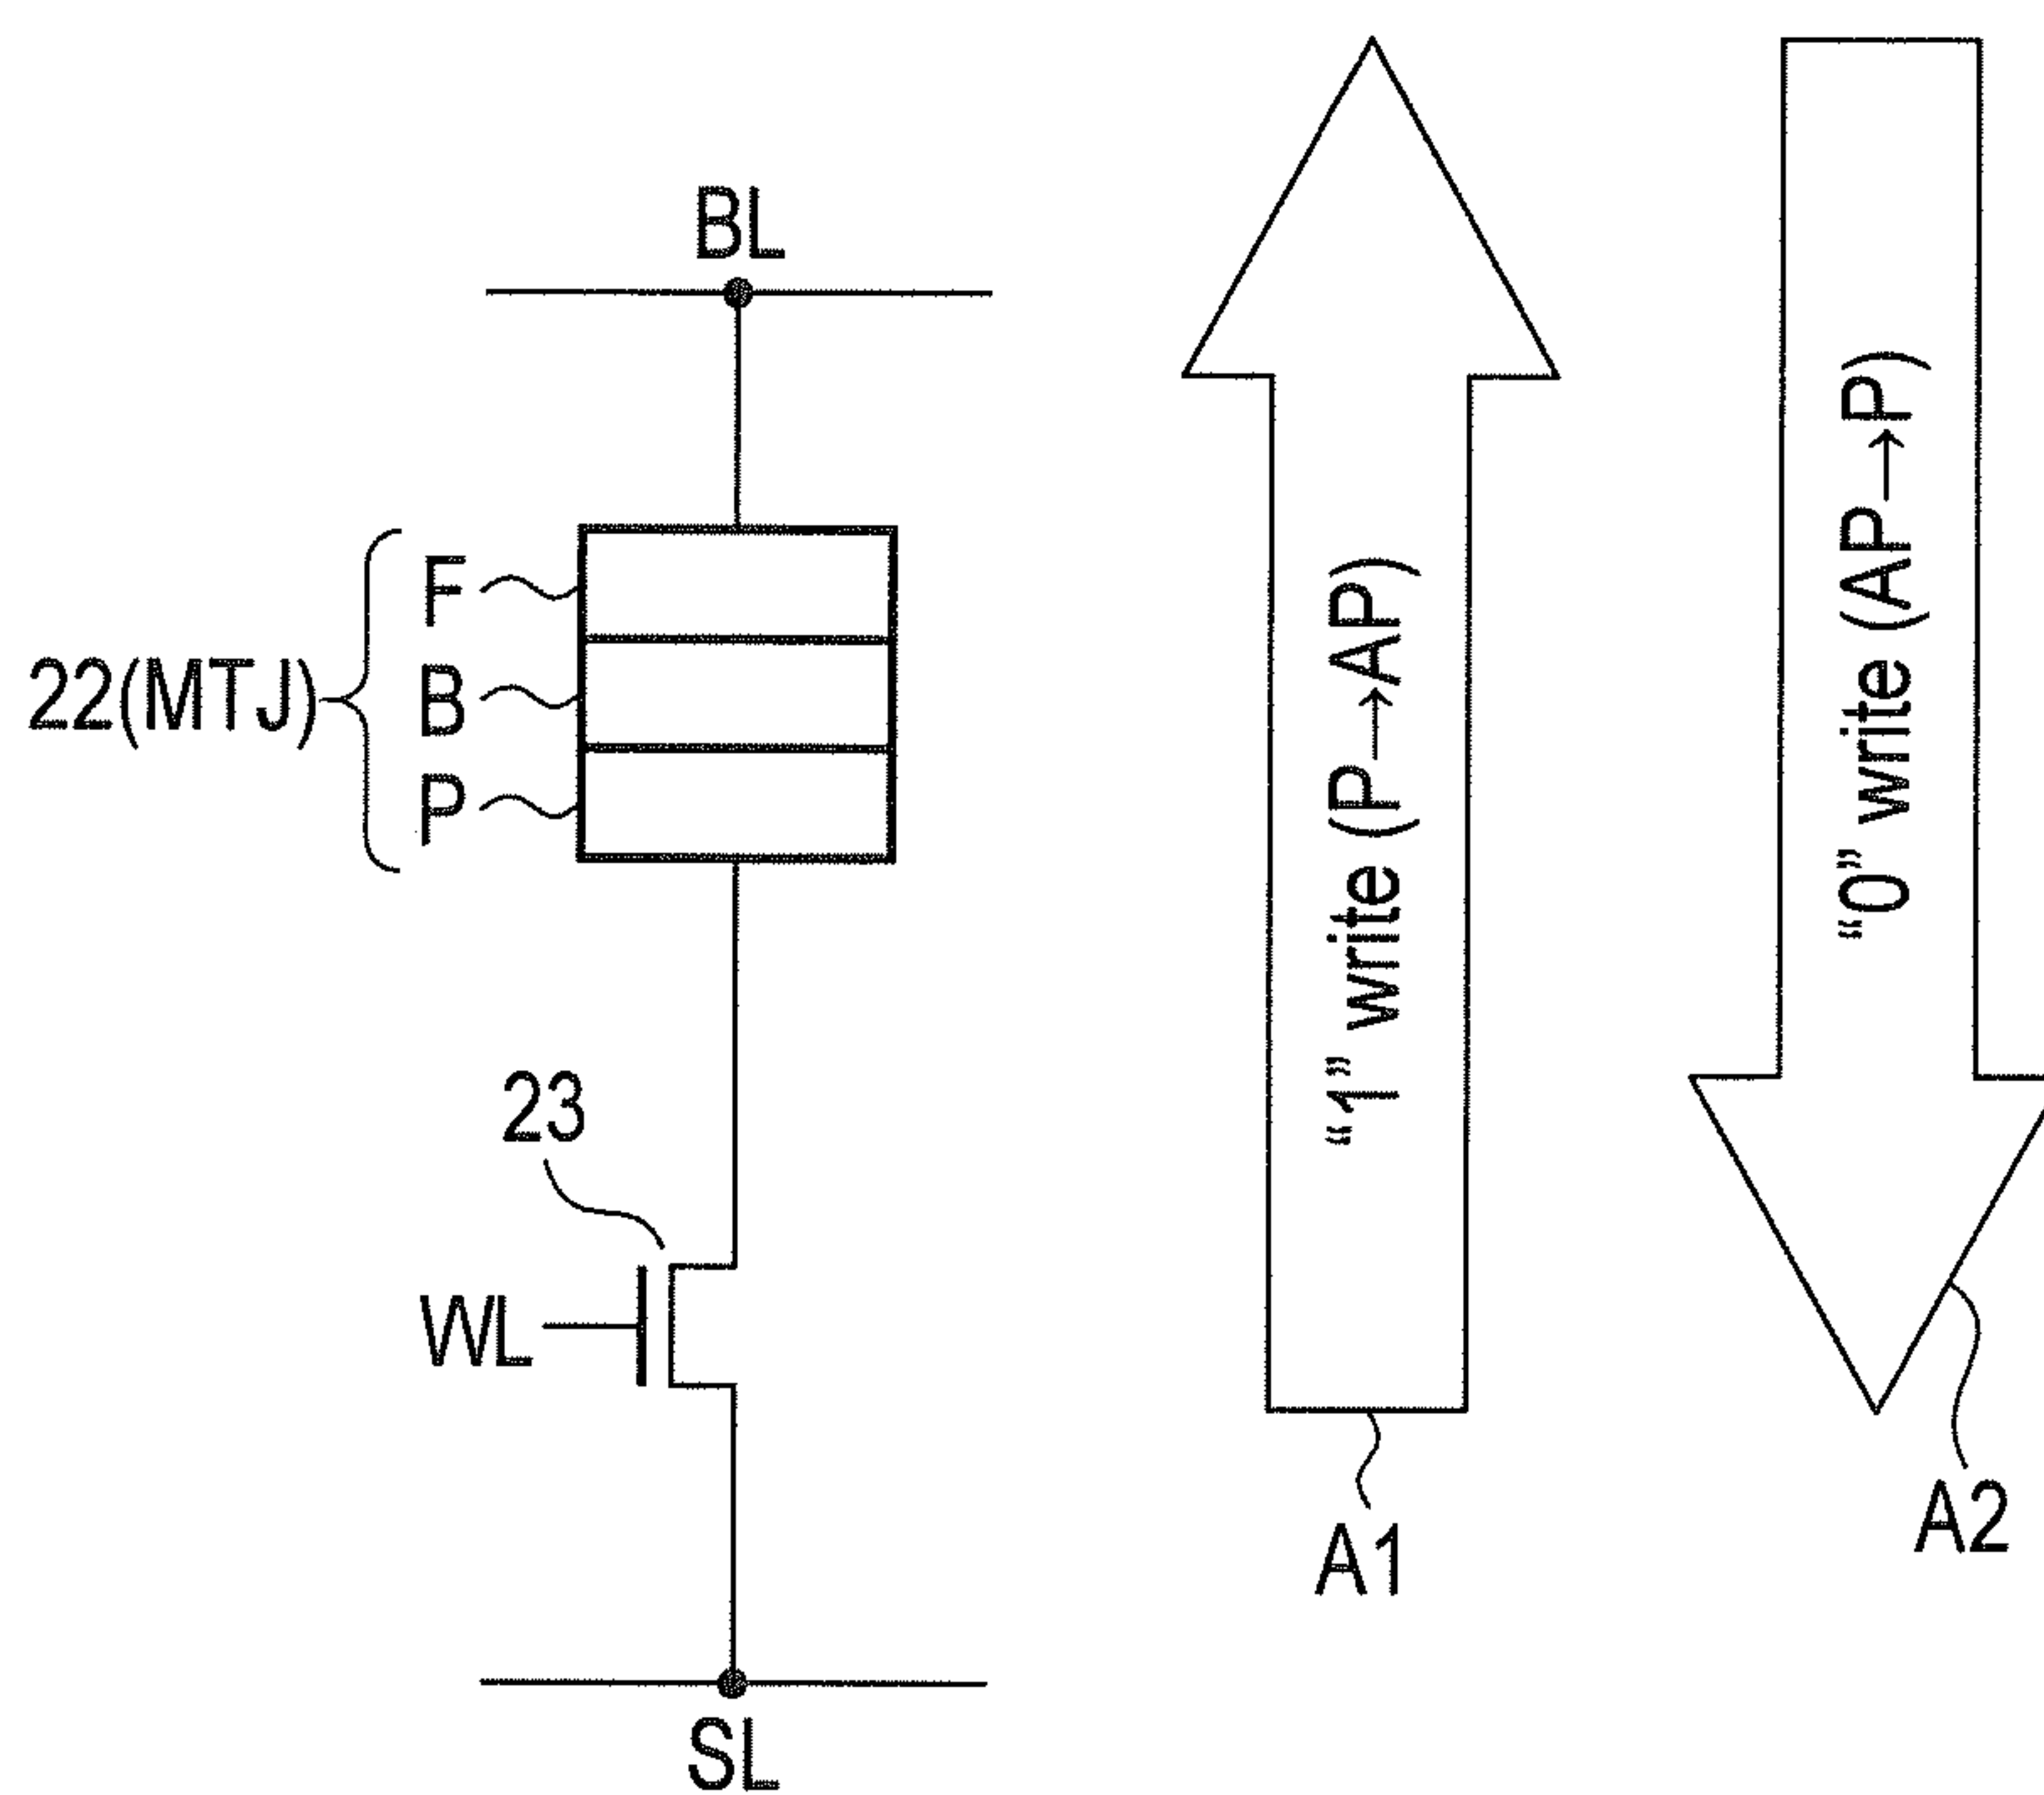 BL
F
22(MTJ)
B
P
23
WL
SL
“1” write (P→AP)
A1
“0” write (AP→P)
A2